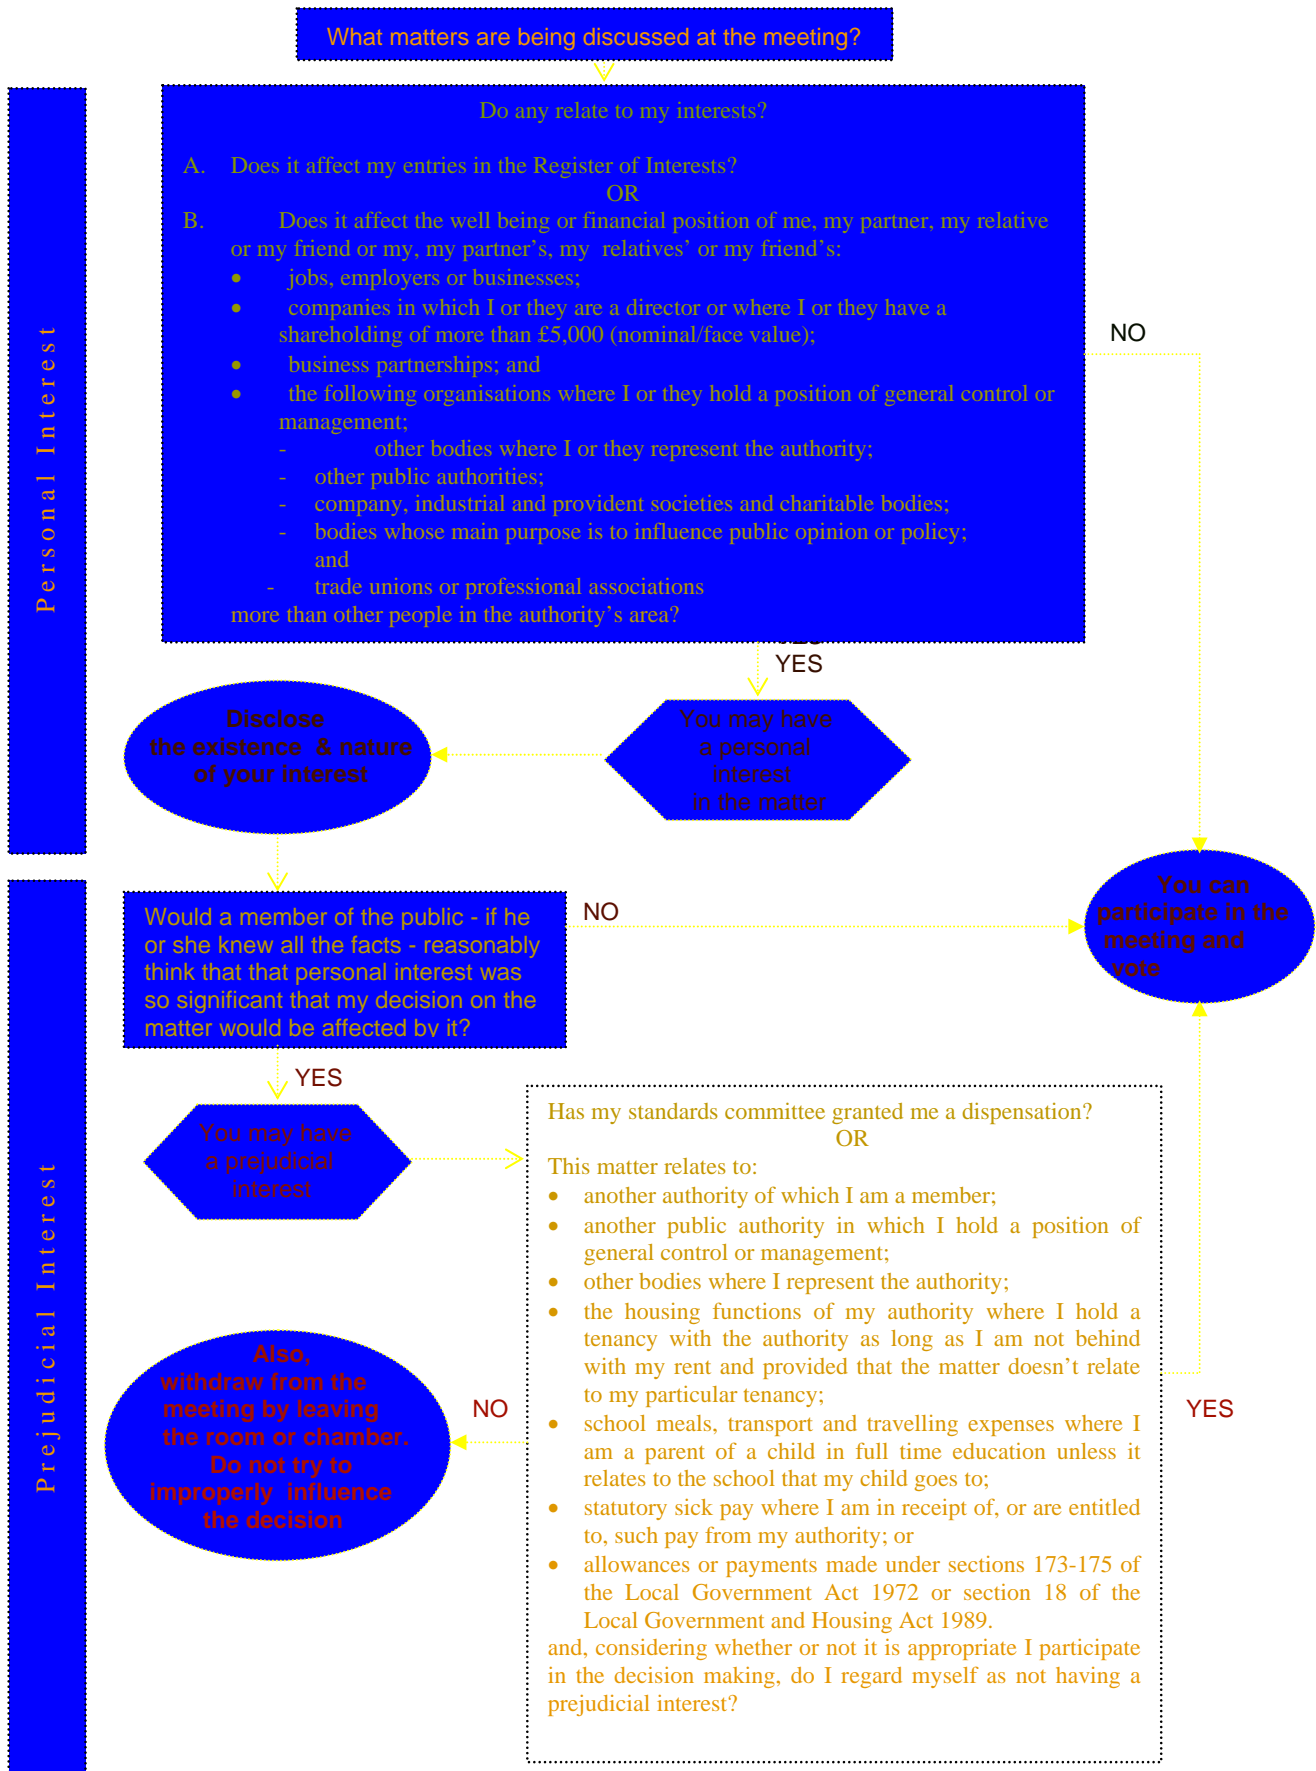 What matters are being discussed at the meeting?
Personal Interest
Do any relate to my interests?
A. Does it affect my entries in the Register of Interests?
OR
B. Does it affect the well being or financial position of me, my partner, my relative
or my friend or my, my partner's, my relatives' or my friend's:
• jobs, employers or businesses;
• companies in which I or they are a director or where I or they have a
shareholding of more than £5,000 (nominal/face value);
• business partnerships; and
• the following organisations where I or they hold a position of general control or
management;
- other bodies where I or they represent the authority;
- other public authorities;
- company, industrial and provident societies and charitable bodies;
- bodies whose main purpose is to influence public opinion or policy;
and
- trade unions or professional associations
more than other people in the authority's area?
NO
YES
You may have
a personal
interest
in the matter
Disclose
the existence & nature
of your interest
Prejudicial Interest
Would a member of the public - if he
or she knew all the facts - reasonably
think that that personal interest was
so significant that my decision on the
matter would be affected by it?
NO
You can
participate in the
meeting and
vote
YES
You may have
a prejudicial
interest
Has my standards committee granted me a dispensation?
OR
This matter relates to:
• another authority of which I am a member;
• another public authority in which I hold a position of
general control or management;
• other bodies where I represent the authority;
• the housing functions of my authority where I hold a
tenancy with the authority as long as I am not behind
with my rent and provided that the matter doesn't relate
to my particular tenancy;
• school meals, transport and travelling expenses where I
am a parent of a child in full time education unless it
relates to the school that my child goes to;
• statutory sick pay where I am in receipt of, or are entitled
to, such pay from my authority; or
• allowances or payments made under sections 173-175 of
the Local Government Act 1972 or section 18 of the
Local Government and Housing Act 1989.
and, considering whether or not it is appropriate I participate
in the decision making, do I regard myself as not having a
prejudicial interest?
YES
NO
Also,
withdraw from the
meeting by leaving
the room or chamber.
Do not try to
improperly influence
the decision